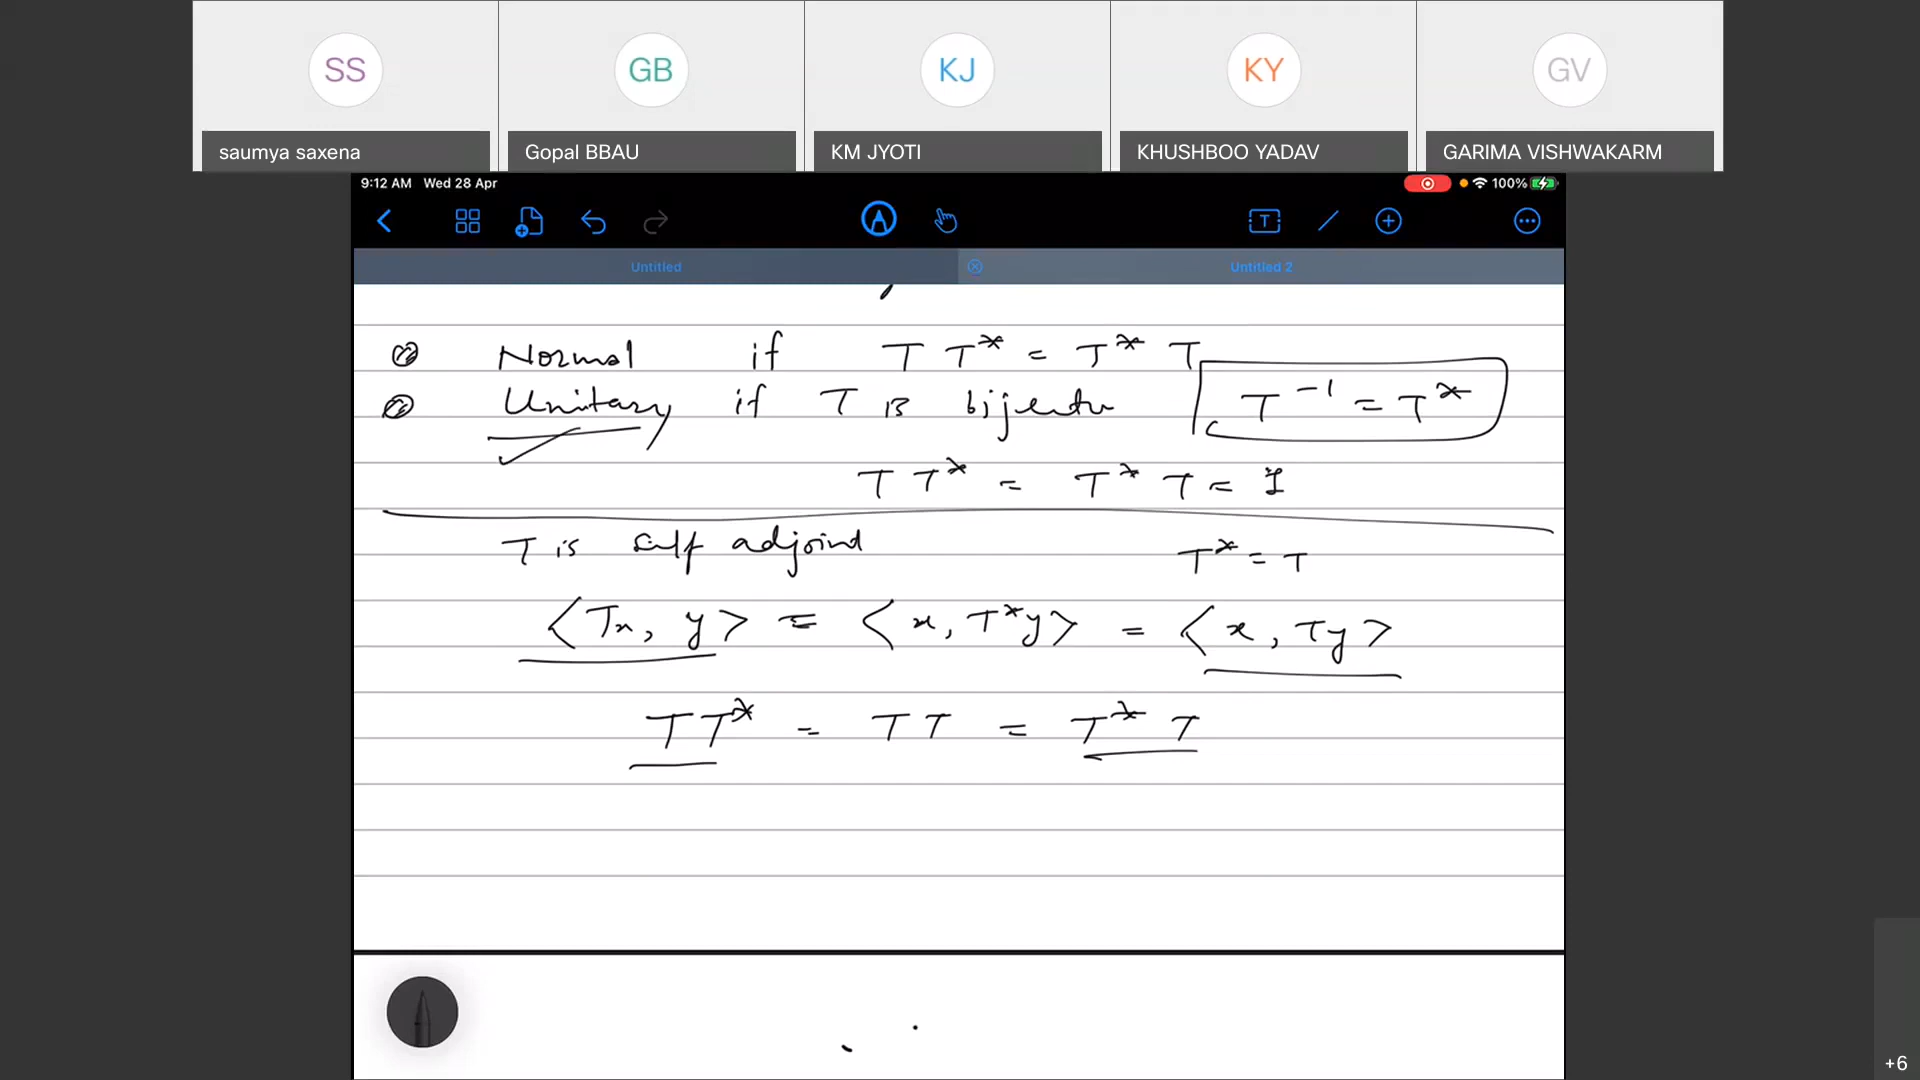 SS GB KJ KY GV
saumya saxena Gopal BBAU KM JYOTI KHUSHBOO YADAV GARIMA VISHWAKARM
9:12 AM Wed 28 Apr 100%
T
Untitled Untitled 2
Normal if T T* = T* T
Unitary if T is bijectiv T⁻¹ = T*
T T* = T* T = I
T is self adjoint T* = T
⟨Tx, y⟩ = ⟨x, T*y⟩ = ⟨x, Ty⟩
T T* = T T = T* T
+6